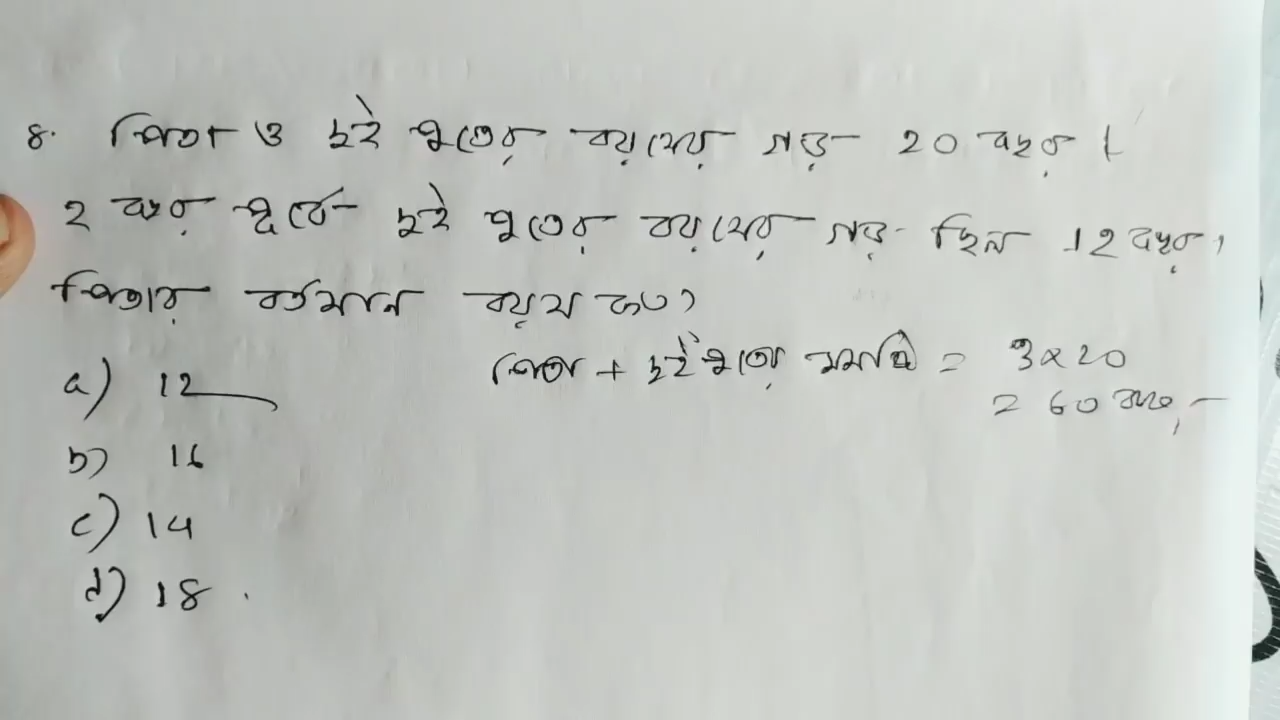 8. পিতা ও দুই পুত্রের বয়সের গড় 20 বছর।
2 বছর পূর্বে দুই পুত্রের বয়সের গড় ছিল 12 বছর,
পিতার বর্তমান বয়স কত?
পিতা + দুই পুত্রের সমষ্টি = 3x20
= 60 বছর,
a) 12
b) 16
c) 14
d) 18.